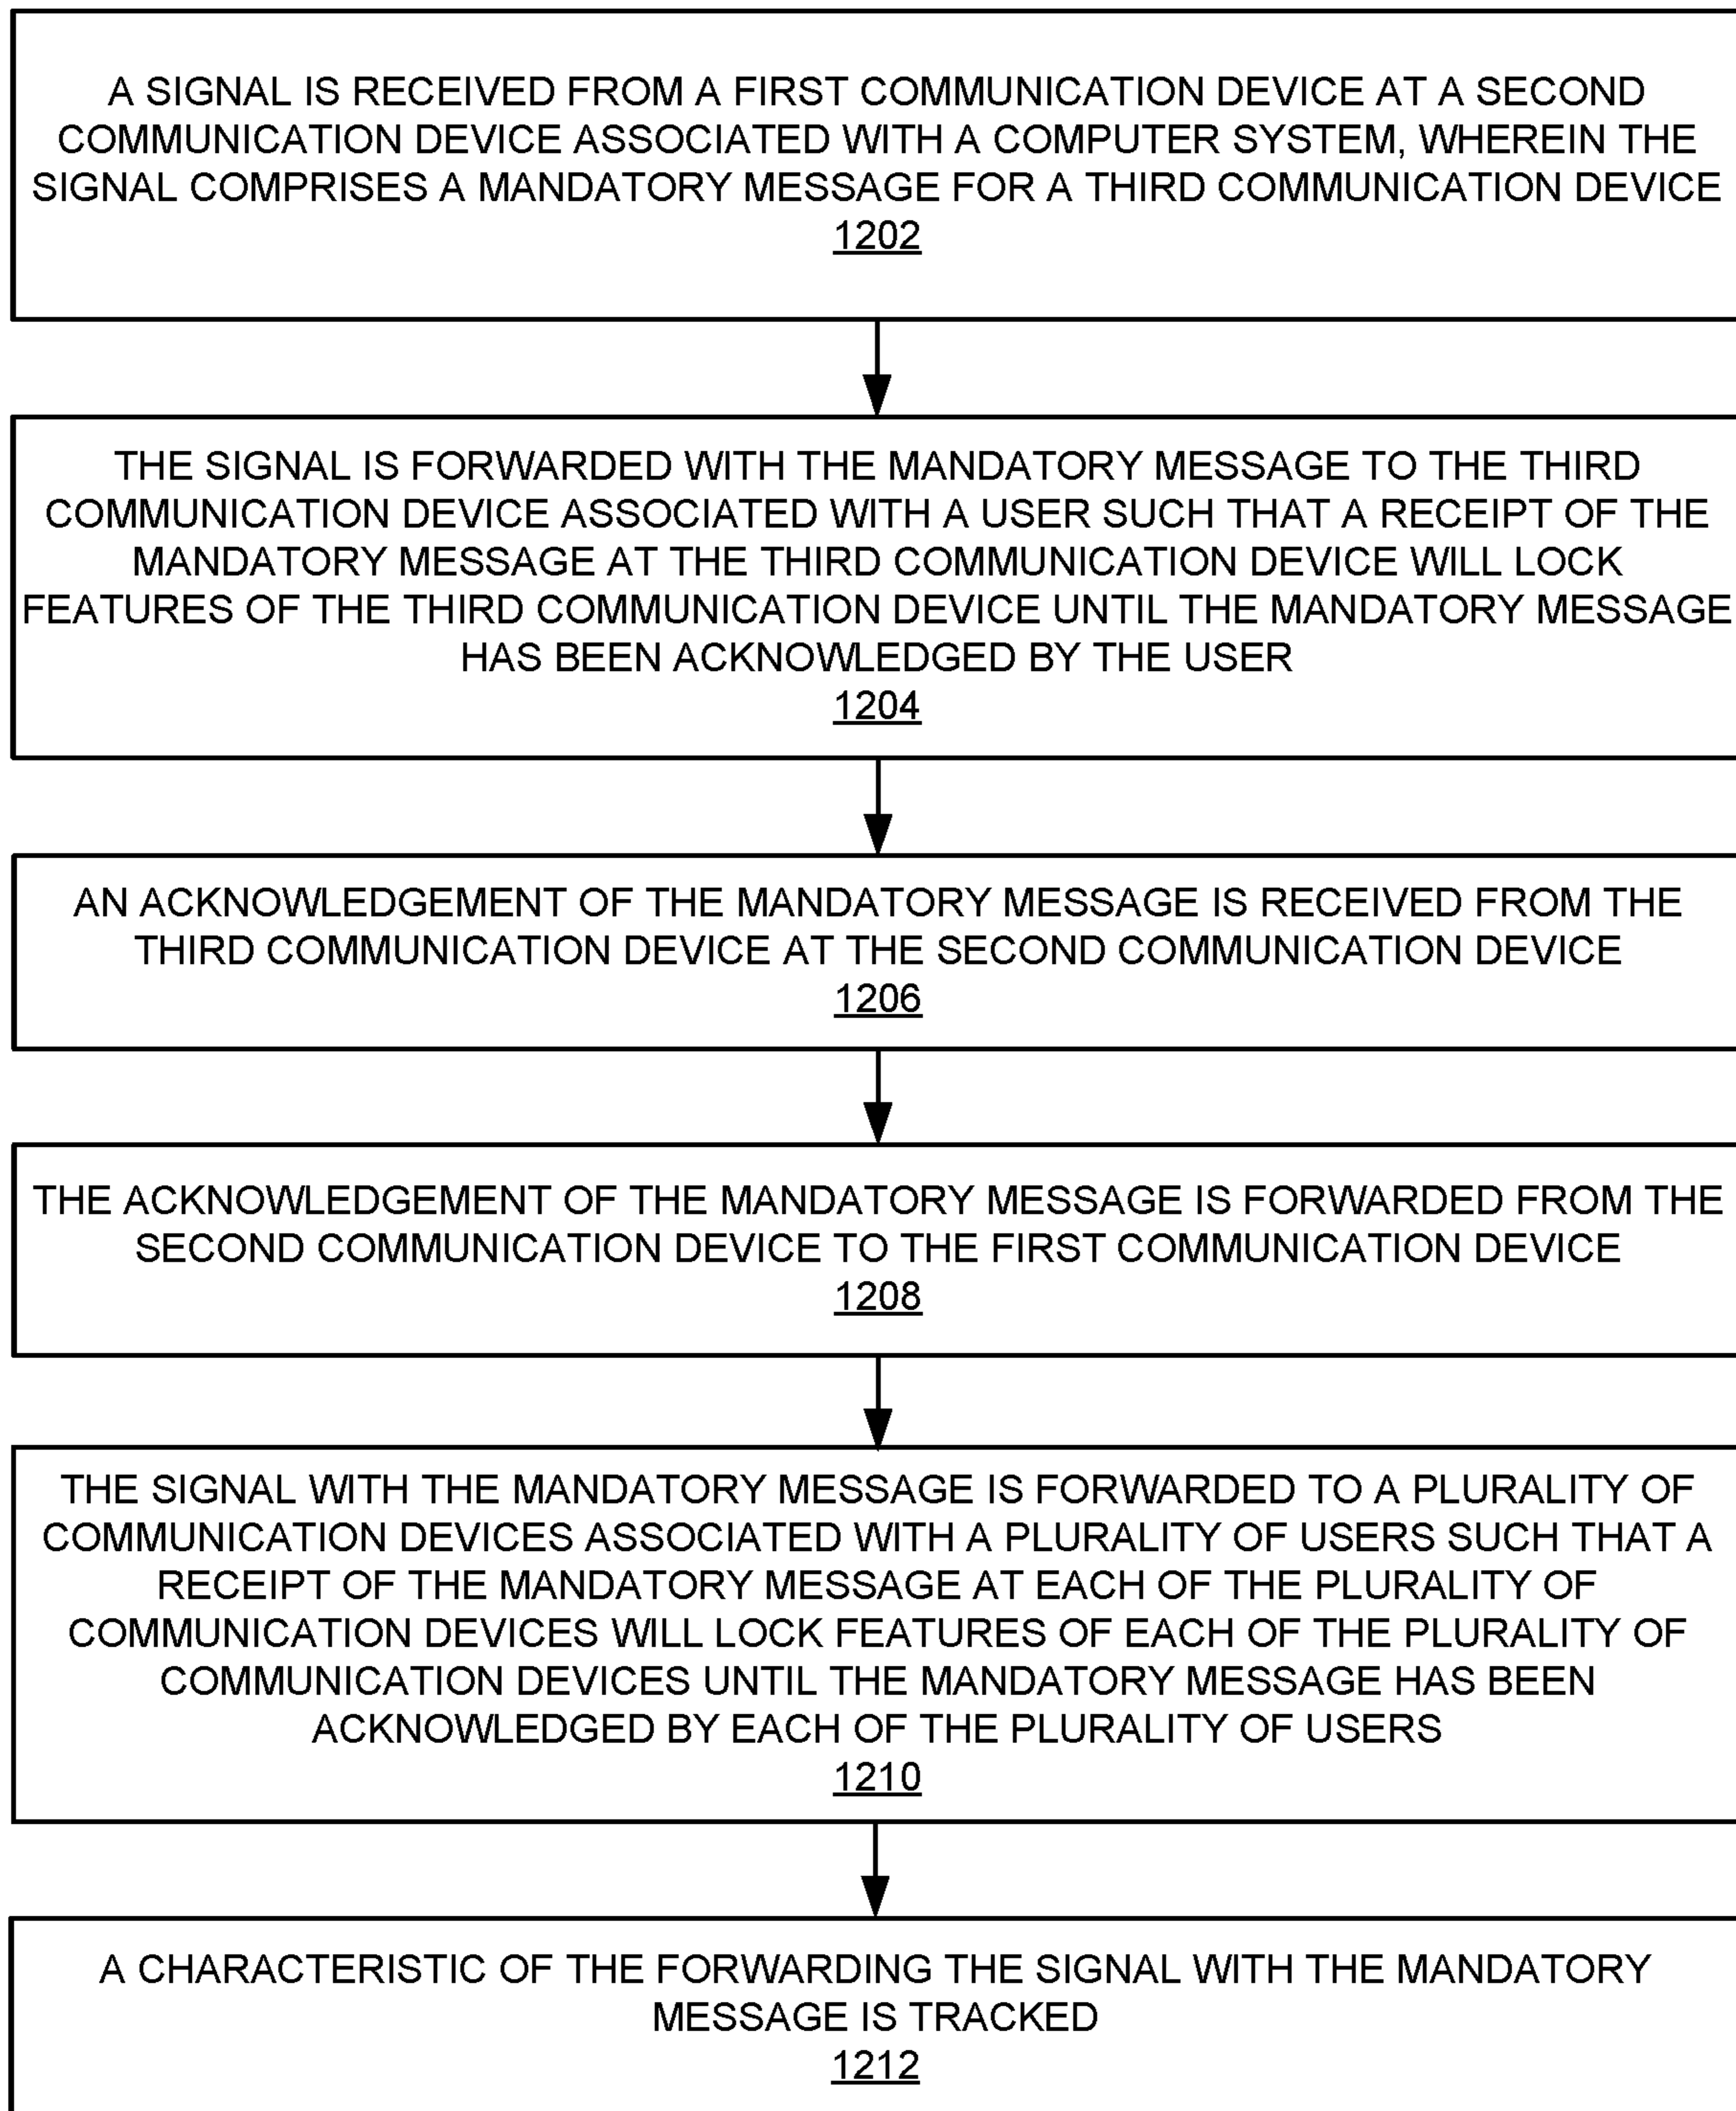 A SIGNAL IS RECEIVED FROM A FIRST COMMUNICATION DEVICE AT A SECOND
COMMUNICATION DEVICE ASSOCIATED WITH A COMPUTER SYSTEM, WHEREIN THE
SIGNAL COMPRISES A MANDATORY MESSAGE FOR A THIRD COMMUNICATION DEVICE
1202
THE SIGNAL IS FORWARDED WITH THE MANDATORY MESSAGE TO THE THIRD
COMMUNICATION DEVICE ASSOCIATED WITH A USER SUCH THAT A RECEIPT OF THE
MANDATORY MESSAGE AT THE THIRD COMMUNICATION DEVICE WILL LOCK
FEATURES OF THE THIRD COMMUNICATION DEVICE UNTIL THE MANDATORY MESSAGE
HAS BEEN ACKNOWLEDGED BY THE USER
1204
AN ACKNOWLEDGEMENT OF THE MANDATORY MESSAGE IS RECEIVED FROM THE
THIRD COMMUNICATION DEVICE AT THE SECOND COMMUNICATION DEVICE
1206
THE ACKNOWLEDGEMENT OF THE MANDATORY MESSAGE IS FORWARDED FROM THE
SECOND COMMUNICATION DEVICE TO THE FIRST COMMUNICATION DEVICE
1208
THE SIGNAL WITH THE MANDATORY MESSAGE IS FORWARDED TO A PLURALITY OF
COMMUNICATION DEVICES ASSOCIATED WITH A PLURALITY OF USERS SUCH THAT A
RECEIPT OF THE MANDATORY MESSAGE AT EACH OF THE PLURALITY OF
COMMUNICATION DEVICES WILL LOCK FEATURES OF EACH OF THE PLURALITY OF
COMMUNICATION DEVICES UNTIL THE MANDATORY MESSAGE HAS BEEN
ACKNOWLEDGED BY EACH OF THE PLURALITY OF USERS
1210
A CHARACTERISTIC OF THE FORWARDING THE SIGNAL WITH THE MANDATORY
MESSAGE IS TRACKED
1212